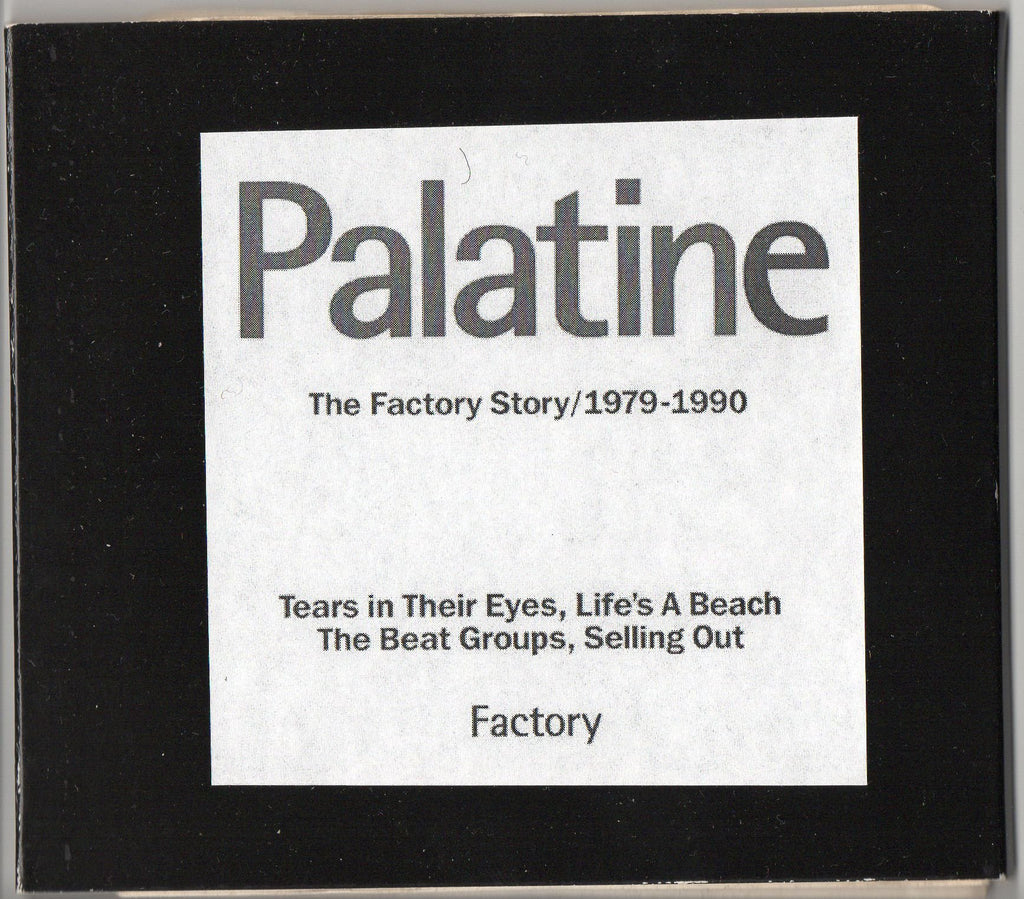 Palatine
The Factory Story/1979-1990
Tears in Their Eyes, Life's A Beach
The Beat Groups, Selling Out
Factory